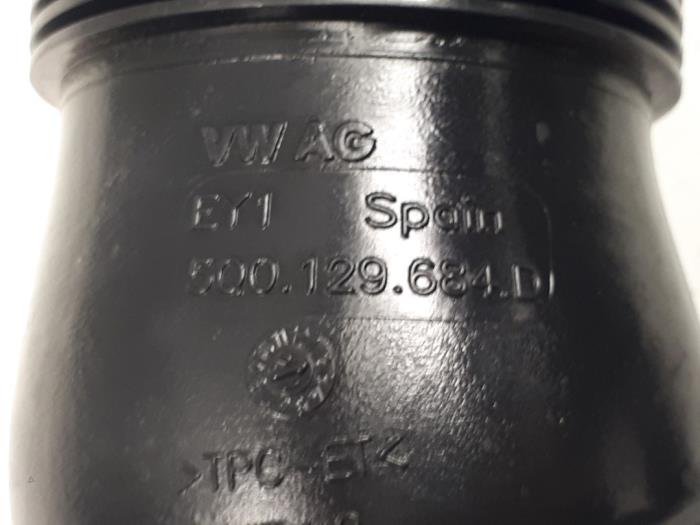 VW AG
EY1 Spain
5Q0.129.684.D
>TPC-ET<